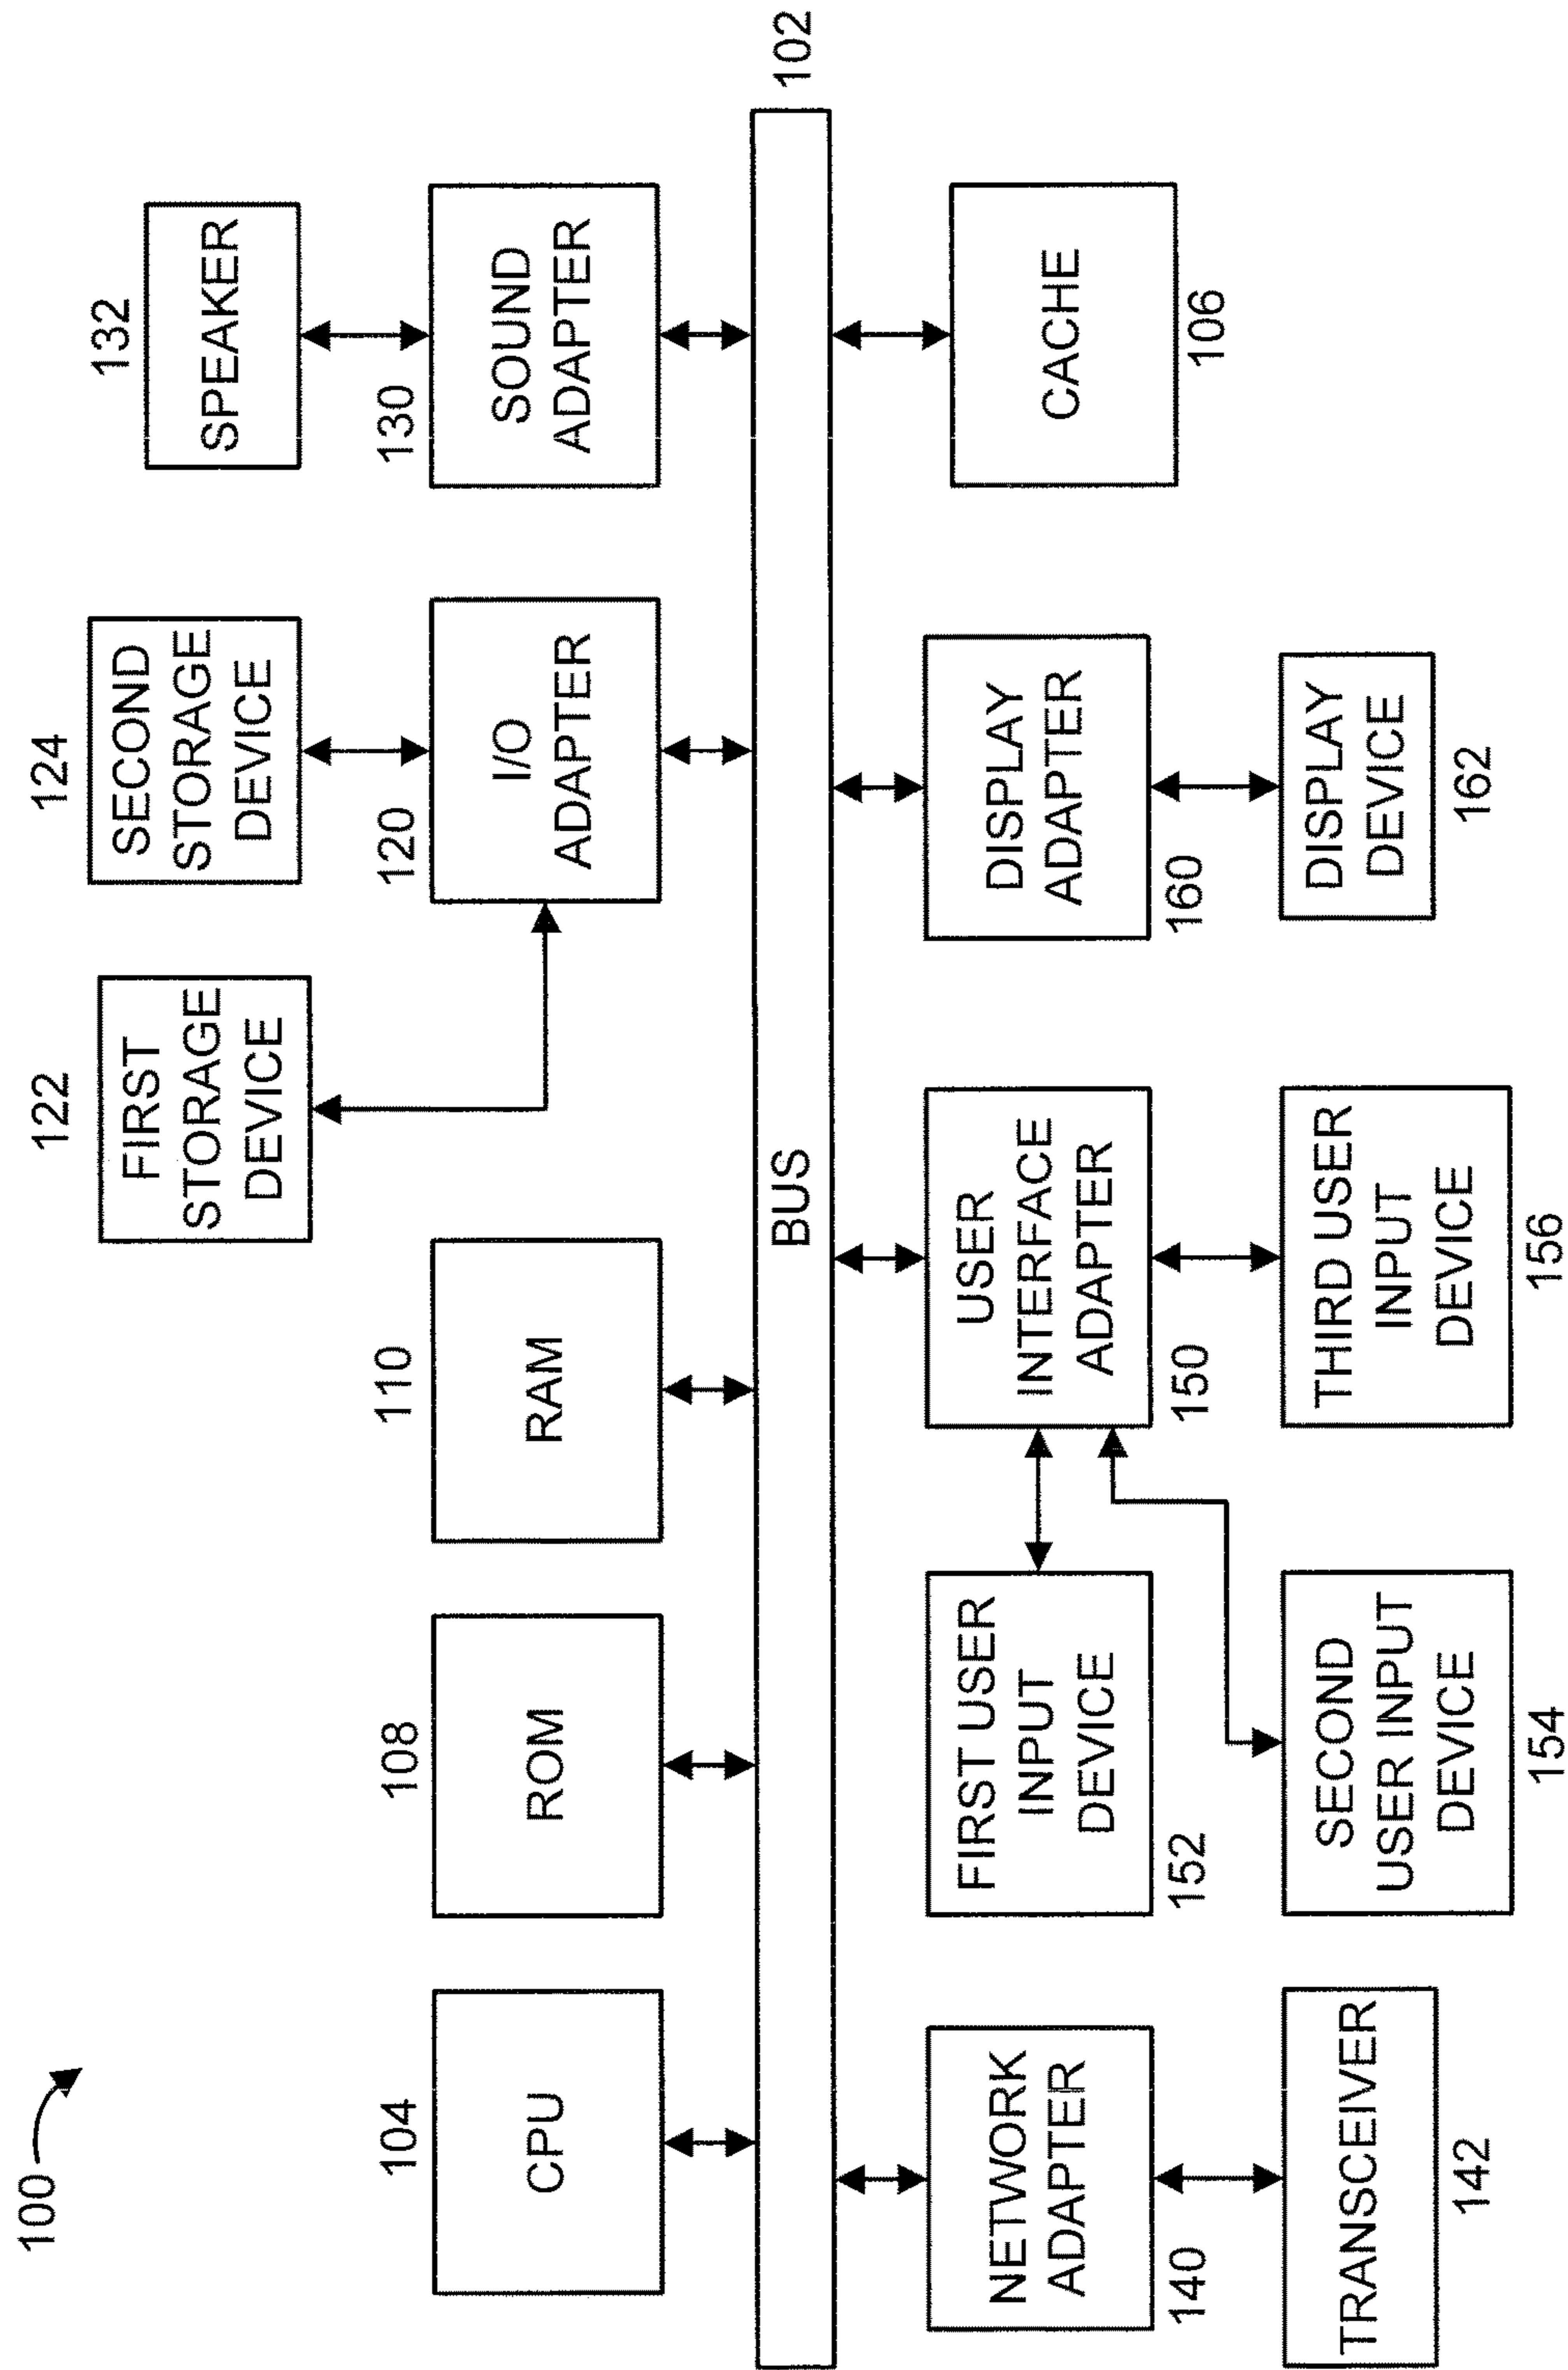 100
122
FIRST
STORAGE
DEVICE
124
SECOND
STORAGE
DEVICE
132
SPEAKER
104
CPU
108
ROM
110
RAM
120
I/O
ADAPTER
130
SOUND
ADAPTER
BUS
102
NETWORK
ADAPTER
140
FIRST USER
INPUT
DEVICE
152
USER
INTERFACE
ADAPTER
150
DISPLAY
ADAPTER
160
CACHE
106
TRANSCEIVER
142
SECOND
USER INPUT
DEVICE
154
THIRD USER
INPUT
DEVICE
156
DISPLAY
DEVICE
162